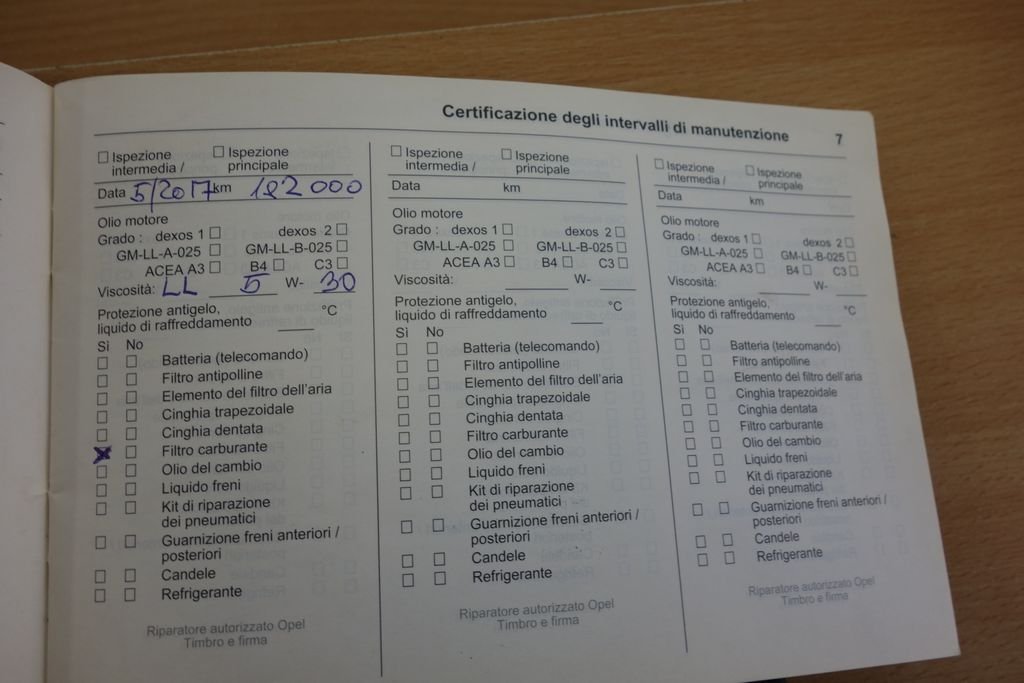 Certificazione degli intervalli di manutenzione 7
☐ Ispezione intermedia / ☐ Ispezione principale
Data 5/2017 km 192000
Olio motore
Grado : dexos 1 ☐ dexos 2 ☐
GM-LL-A-025 ☐ GM-LL-B-025 ☐
ACEA A3 ☐ B4 ☐ C3 ☐
Viscosità: LL 5 W- 30
Protezione antigelo,
liquido di raffreddamento ____ °C
Sì No
☐ ☐ Batteria (telecomando)
☐ ☐ Filtro antipolline
☐ ☐ Elemento del filtro dell'aria
☐ ☐ Cinghia trapezoidale
☐ ☐ Cinghia dentata
☒ ☐ Filtro carburante
☐ ☐ Olio del cambio
☐ ☐ Liquido freni
☐ ☐ Kit di riparazione
dei pneumatici
☐ ☐ Guarnizione freni anteriori /
posteriori
☐ ☐ Candele
☐ ☐ Refrigerante
Riparatore autorizzato Opel
Timbro e firma
☐ Ispezione intermedia / ☐ Ispezione principale
Data km
Olio motore
Grado : dexos 1 ☐ dexos 2 ☐
GM-LL-A-025 ☐ GM-LL-B-025 ☐
ACEA A3 ☐ B4 ☐ C3 ☐
Viscosità: ____ W- ____
Protezione antigelo,
liquido di raffreddamento ____ °C
Sì No
☐ ☐ Batteria (telecomando)
☐ ☐ Filtro antipolline
☐ ☐ Elemento del filtro dell'aria
☐ ☐ Cinghia trapezoidale
☐ ☐ Cinghia dentata
☐ ☐ Filtro carburante
☐ ☐ Olio del cambio
☐ ☐ Liquido freni
☐ ☐ Kit di riparazione
dei pneumatici
☐ ☐ Guarnizione freni anteriori /
posteriori
☐ ☐ Candele
☐ ☐ Refrigerante
Riparatore autorizzato Opel
Timbro e firma
☐ Ispezione intermedia / ☐ Ispezione principale
Data km
Olio motore
Grado : dexos 1 ☐ dexos 2 ☐
GM-LL-A-025 ☐ GM-LL-B-025 ☐
ACEA A3 ☐ B4 ☐ C3 ☐
Viscosità: ____ W- ____
Protezione antigelo,
liquido di raffreddamento ____ °C
Sì No
☐ ☐ Batteria (telecomando)
☐ ☐ Filtro antipolline
☐ ☐ Elemento del filtro dell'aria
☐ ☐ Cinghia trapezoidale
☐ ☐ Cinghia dentata
☐ ☐ Filtro carburante
☐ ☐ Olio del cambio
☐ ☐ Liquido freni
☐ ☐ Kit di riparazione
dei pneumatici
☐ ☐ Guarnizione freni anteriori /
posteriori
☐ ☐ Candele
☐ ☐ Refrigerante
Riparatore autorizzato Opel
Timbro e firma